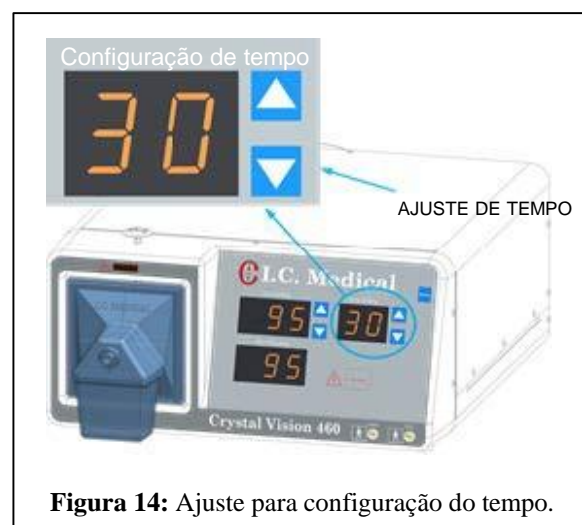 Configuração de tempo
30
AJUSTE DE TEMPO
I.C. Medical
95
30
95
Crystal Vision 460
Figura 14: Ajuste para configuração do tempo.